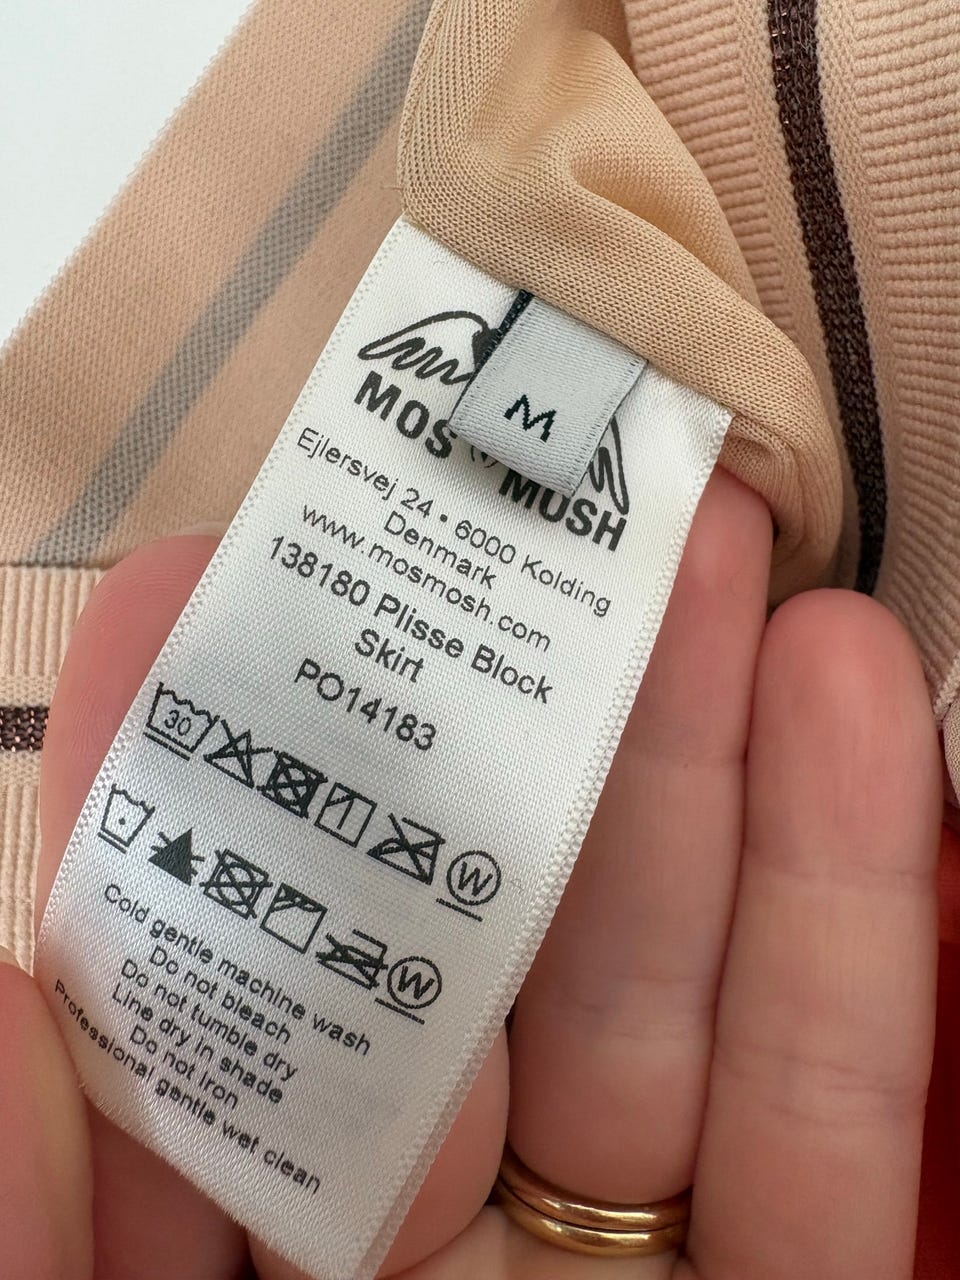 M
MOS MOSH
Ejlersvej 24 • 6000 Kolding
Denmark
www.mosmosh.com
138180 Plisse Block
Skirt
PO14183
30
W
W
Cold gentle machine wash
Do not bleach
Do not tumble dry
Line dry in shade
Do not Iron
Professional gentle wet clean